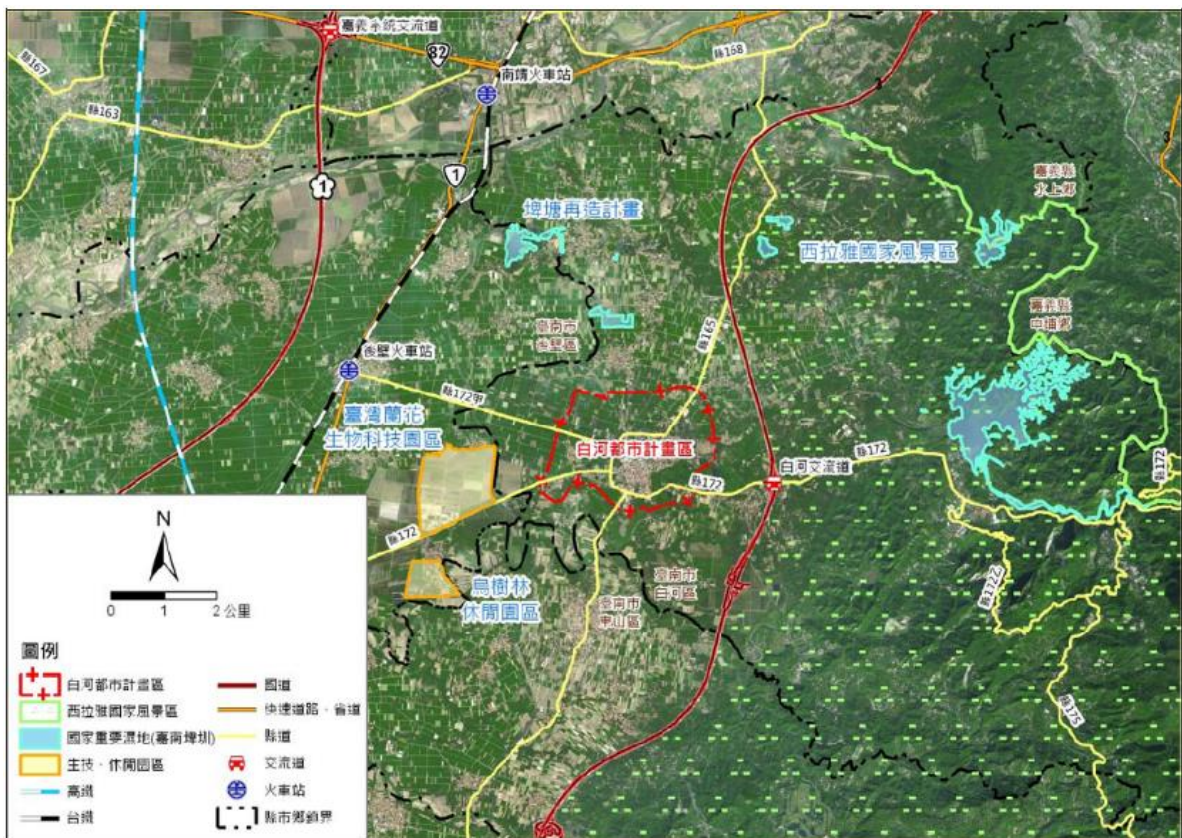 嘉義系統交流道
82
縣168
縣167
南靖火車站
3
縣163
3
1
1
嘉義縣
水上鄉
埤塘再造計畫
西拉雅國家風景區
臺南市
後壁區
縣165
嘉義縣
中埔鄉
後壁火車站
縣172甲
臺灣蘭花
生物科技園區
白河都市計畫區
白河交流道
縣172
縣172
縣172
縣172
烏樹林
休閒園區
臺南市
白河區
臺南市
東山區
縣172乙
縣175
N
0 1 2 公里
圖例
白河都市計畫區
國道
西拉雅國家風景區
快速道路、省道
國家重要濕地(嘉南埤圳)
縣道
生技、休閒園區
交流道
高鐵
火車站
台鐵
縣市鄉鎮界